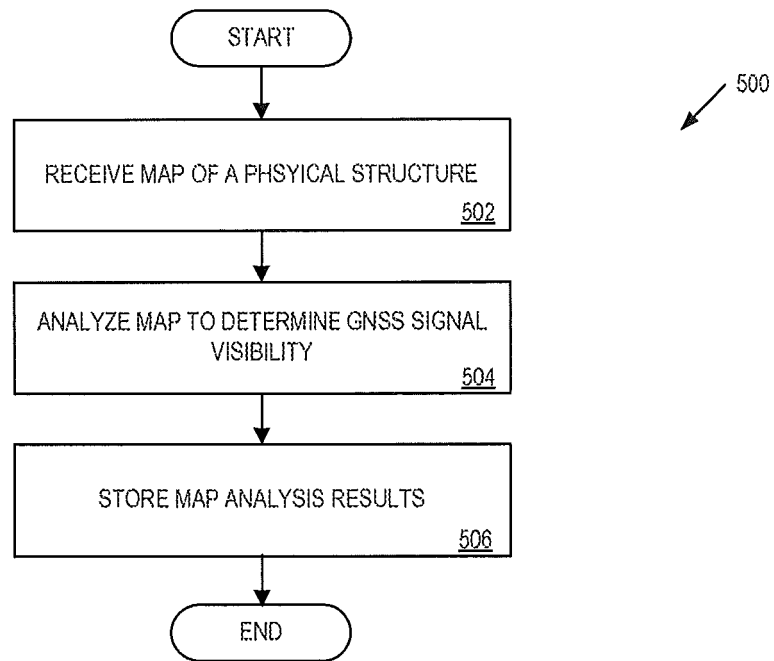 START
500
RECEIVE MAP OF A PHSYICAL STRUCTURE
502
ANALYZE MAP TO DETERMINE GNSS SIGNAL
VISIBILITY
504
STORE MAP ANALYSIS RESULTS
506
END